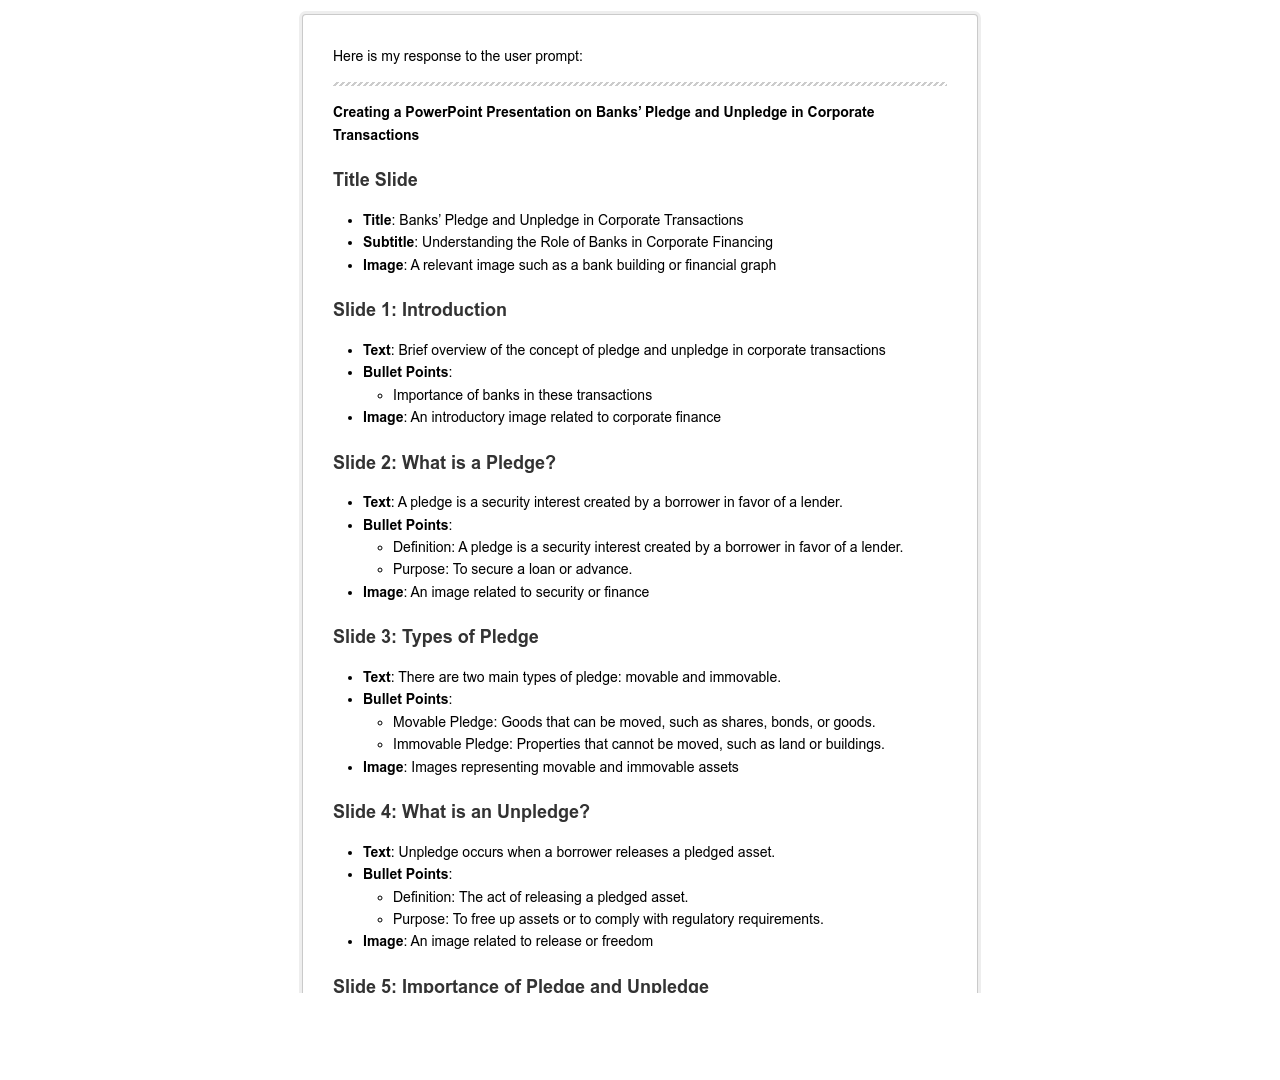 Here is my response to the user prompt:
Creating a PowerPoint Presentation on Banks’ Pledge and Unpledge in Corporate
Transactions
Title Slide
• Title: Banks’ Pledge and Unpledge in Corporate Transactions
• Subtitle: Understanding the Role of Banks in Corporate Financing
• Image: A relevant image such as a bank building or financial graph
Slide 1: Introduction
• Text: Brief overview of the concept of pledge and unpledge in corporate transactions
• Bullet Points:
◦ Importance of banks in these transactions
• Image: An introductory image related to corporate finance
Slide 2: What is a Pledge?
• Text: A pledge is a security interest created by a borrower in favor of a lender.
• Bullet Points:
◦ Definition: A pledge is a security interest created by a borrower in favor of a lender.
◦ Purpose: To secure a loan or advance.
• Image: An image related to security or finance
Slide 3: Types of Pledge
• Text: There are two main types of pledge: movable and immovable.
• Bullet Points:
◦ Movable Pledge: Goods that can be moved, such as shares, bonds, or goods.
◦ Immovable Pledge: Properties that cannot be moved, such as land or buildings.
• Image: Images representing movable and immovable assets
Slide 4: What is an Unpledge?
• Text: Unpledge occurs when a borrower releases a pledged asset.
• Bullet Points:
◦ Definition: The act of releasing a pledged asset.
◦ Purpose: To free up assets or to comply with regulatory requirements.
• Image: An image related to release or freedom
Slide 5: Importance of Pledge and Unpledge